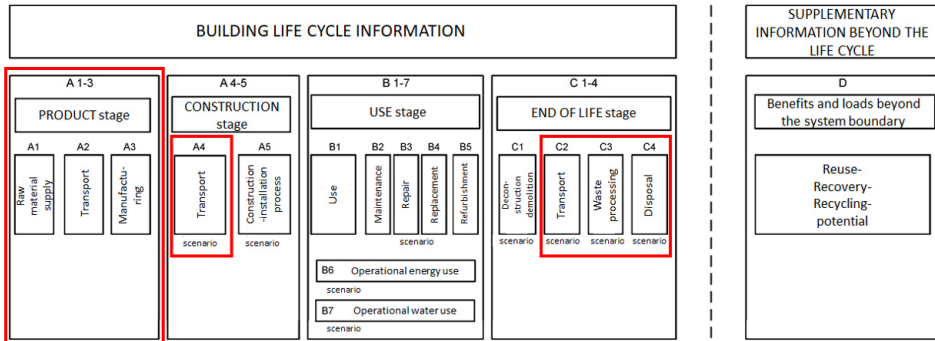 BUILDING LIFE CYCLE INFORMATION
SUPPLEMENTARY
INFORMATION BEYOND THE
LIFE CYCLE
A 1-3
PRODUCT stage
A1
Raw
material
supply
A2
Transport
A3
Manufactu-
ring
A 4-5
CONSTRUCTION
stage
A4
Transport
scenario
A5
Construction
-installation
process
scenario
B 1-7
USE stage
B1
Use
B2
Maintenance
B3
Repair
B4
Replacement
B5
Refurbishment
scenario
B6 Operational energy use
scenario
B7 Operational water use
scenario
C 1-4
END OF LIFE stage
C1
Decon-
struction
demolition
scenario
C2
Transport
scenario
C3
Waste
processing
scenario
C4
Disposal
scenario
D
Benefits and loads beyond
the system boundary
Reuse-
Recovery-
Recycling-
potential